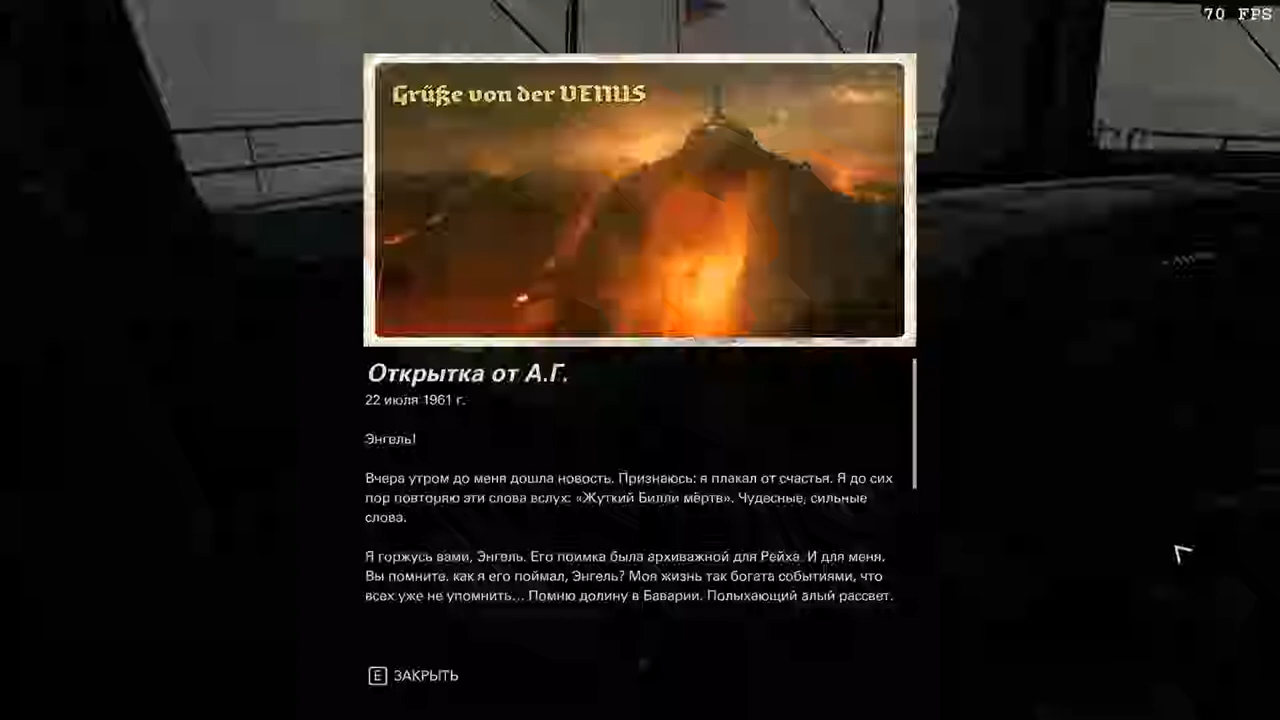 70 FPS
Grüße von der VENUS
Открытка от А.Г.
22 июля 1961 г.
Энгель!
Вчера утром до меня дошла новость. Признаюсь: я плакал от счастья. Я до сих
пор повторяю эти слова вслух: «Жуткий Билли мёртв». Чудесные, сильные
слова.
Я горжусь вами, Энгель. Его поимка была архиважной для Рейха. И для меня.
Вы помните, как я его поймал, Энгель? Моя жизнь так богата событиями, что
всех уже не упомнить... Помню долину в Баварии. Полыхающий алый рассвет.
E ЗАКРЫТЬ